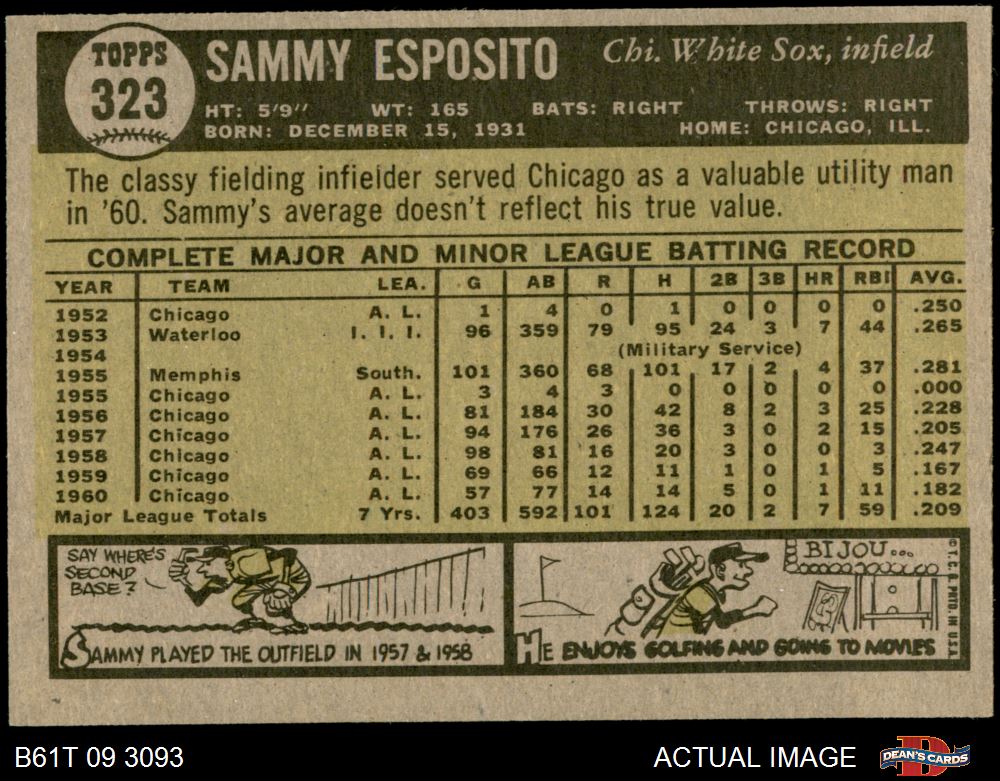 TOPPS
323
SAMMY ESPOSITO
Chi. White Sox, infield
HT: 5'9'' WT: 165 BATS: RIGHT THROWS: RIGHT
BORN: DECEMBER 15, 1931 HOME: CHICAGO, ILL.
The classy fielding infielder served Chicago as a valuable utility man
in '60. Sammy's average doesn't reflect his true value.
COMPLETE MAJOR AND MINOR LEAGUE BATTING RECORD
YEAR TEAM LEA. G AB R H 2B 3B HR RBI AVG.
1952 Chicago A. L. 1 4 0 1 0 0 0 0 .250
1953 Waterloo I. I. I. 96 359 79 95 24 3 7 44 .265
1954 (Military Service)
1955 Memphis South. 101 360 68 101 17 2 4 37 .281
1955 Chicago A. L. 3 4 3 0 0 0 0 0 .000
1956 Chicago A. L. 81 184 30 42 8 2 3 25 .228
1957 Chicago A. L. 94 176 26 36 3 0 2 15 .205
1958 Chicago A. L. 98 81 16 20 3 0 0 3 .247
1959 Chicago A. L. 69 66 12 11 1 0 1 5 .167
1960 Chicago A. L. 57 77 14 14 5 0 1 11 .182
Major League Totals 7 Yrs. 403 592 101 124 20 2 7 59 .209
SAY WHERE'S
SECOND
BASE?
SAMMY PLAYED THE OUTFIELD IN 1957 & 1958
BIJOU...
HE ENJOYS GOLFING AND GOING TO MOVIES
© T. C. G. PRTD. IN U.S.A.
B61T 09 3093
ACTUAL IMAGE
DEAN'S CARDS